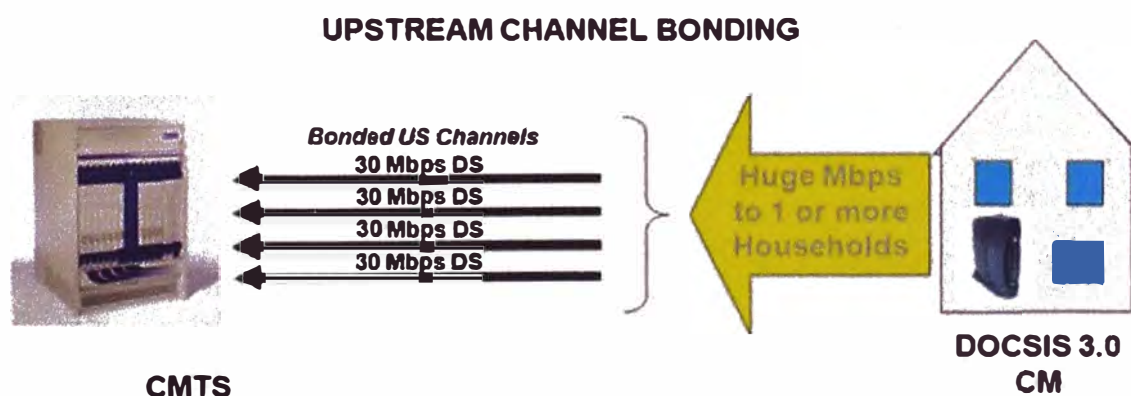 UPSTREAM CHANNEL BONDING
Bonded US Channels
30 Mbps DS
30 Mbps DS
30 Mbps DS
30 Mbps DS
Huge Mbps
to 1 or more
Households
DOCSIS 3.0
CM
CMTS